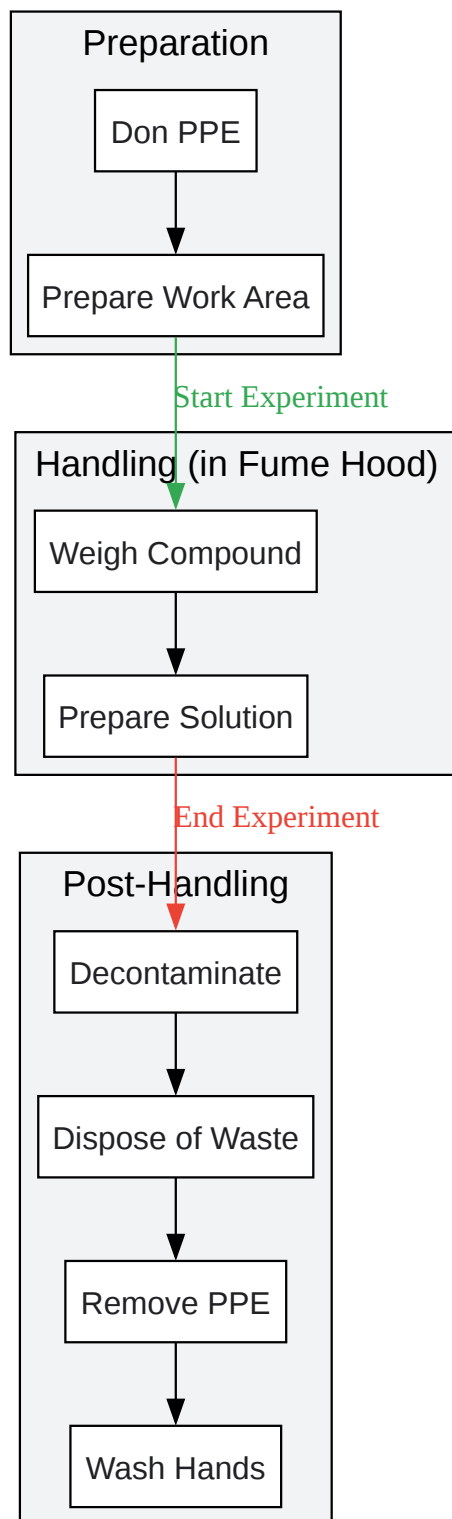 Preparation
Don PPE
Prepare Work Area
Start Experiment
Handling (in Fume Hood)
Weigh Compound
Prepare Solution
End Experiment
Post-Handling
Decontaminate
Dispose of Waste
Remove PPE
Wash Hands